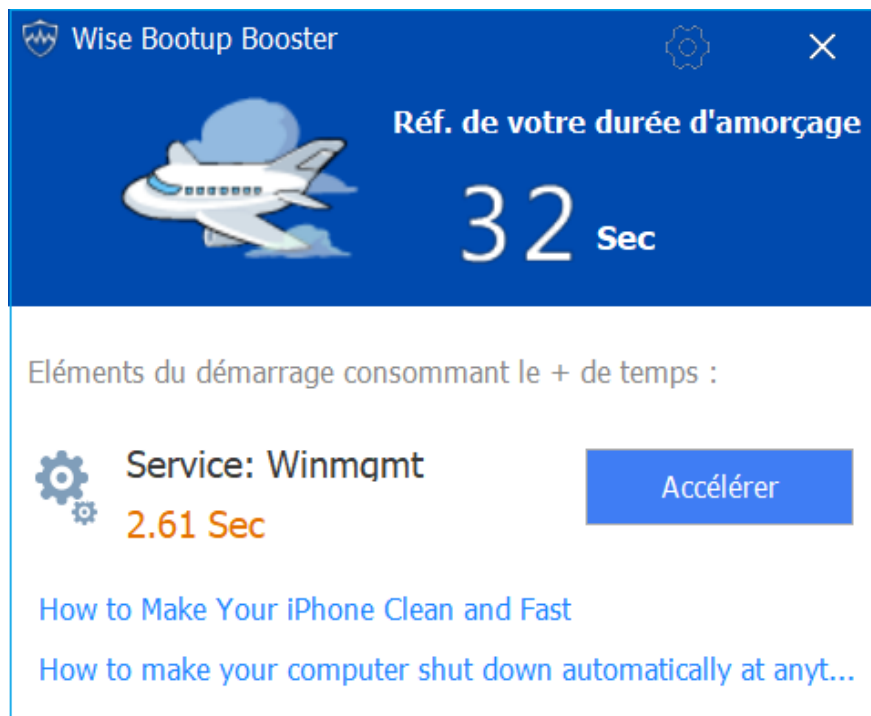 Wise Bootup Booster
Réf. de votre durée d'amorçage
32 Sec
Eléments du démarrage consommant le + de temps :
Service: Winmgmt
2.61 Sec
Accélérer
How to Make Your iPhone Clean and Fast
How to make your computer shut down automatically at anyt...